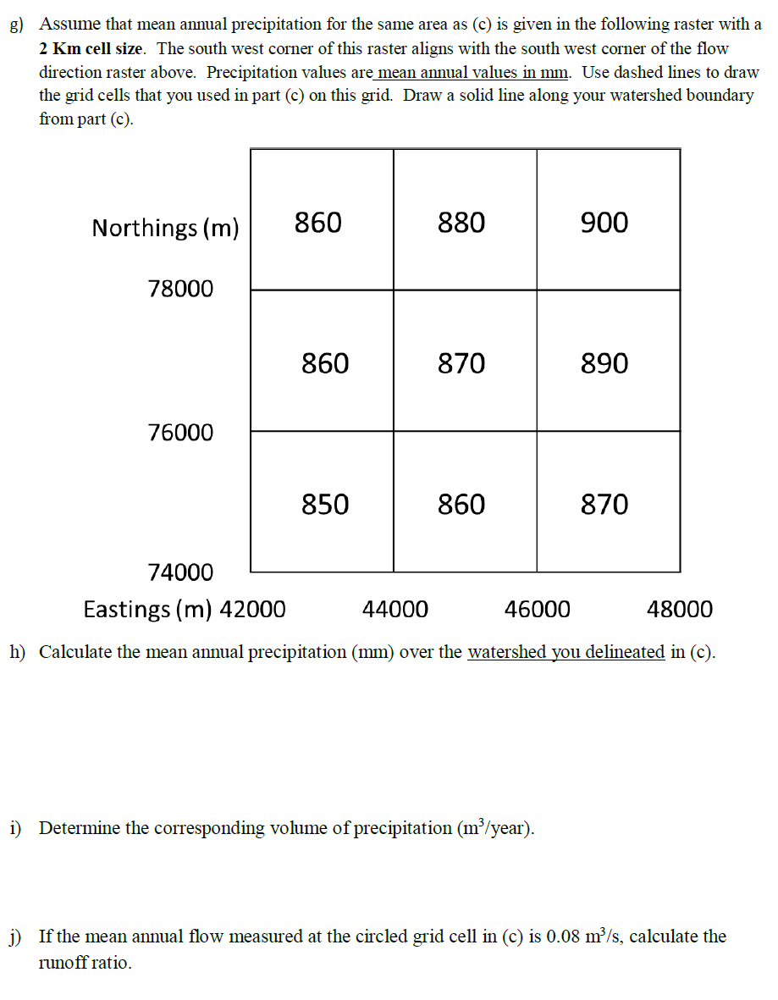 g) Assume that mean annual precipitation for the same area as (c) is given in the following raster with a
2 Km cell size. The south west corner of this raster aligns with the south west corner of the flow
direction raster above. Precipitation values are mean annual values in mm. Use dashed lines to draw
the grid cells that you used in part (c) on this grid. Draw a solid line along your watershed boundary
from part (c).
Northings (m) 860 880 900
78000
860 870 890
76000
850 860 870
74000
Eastings (m) 42000 44000 46000 48000
h) Calculate the mean annual precipitation (mm) over the watershed you delineated in (c).
i) Determine the corresponding volume of precipitation (m³/year).
j) If the mean annual flow measured at the circled grid cell in (c) is 0.08 m³/s, calculate the
runoff ratio.